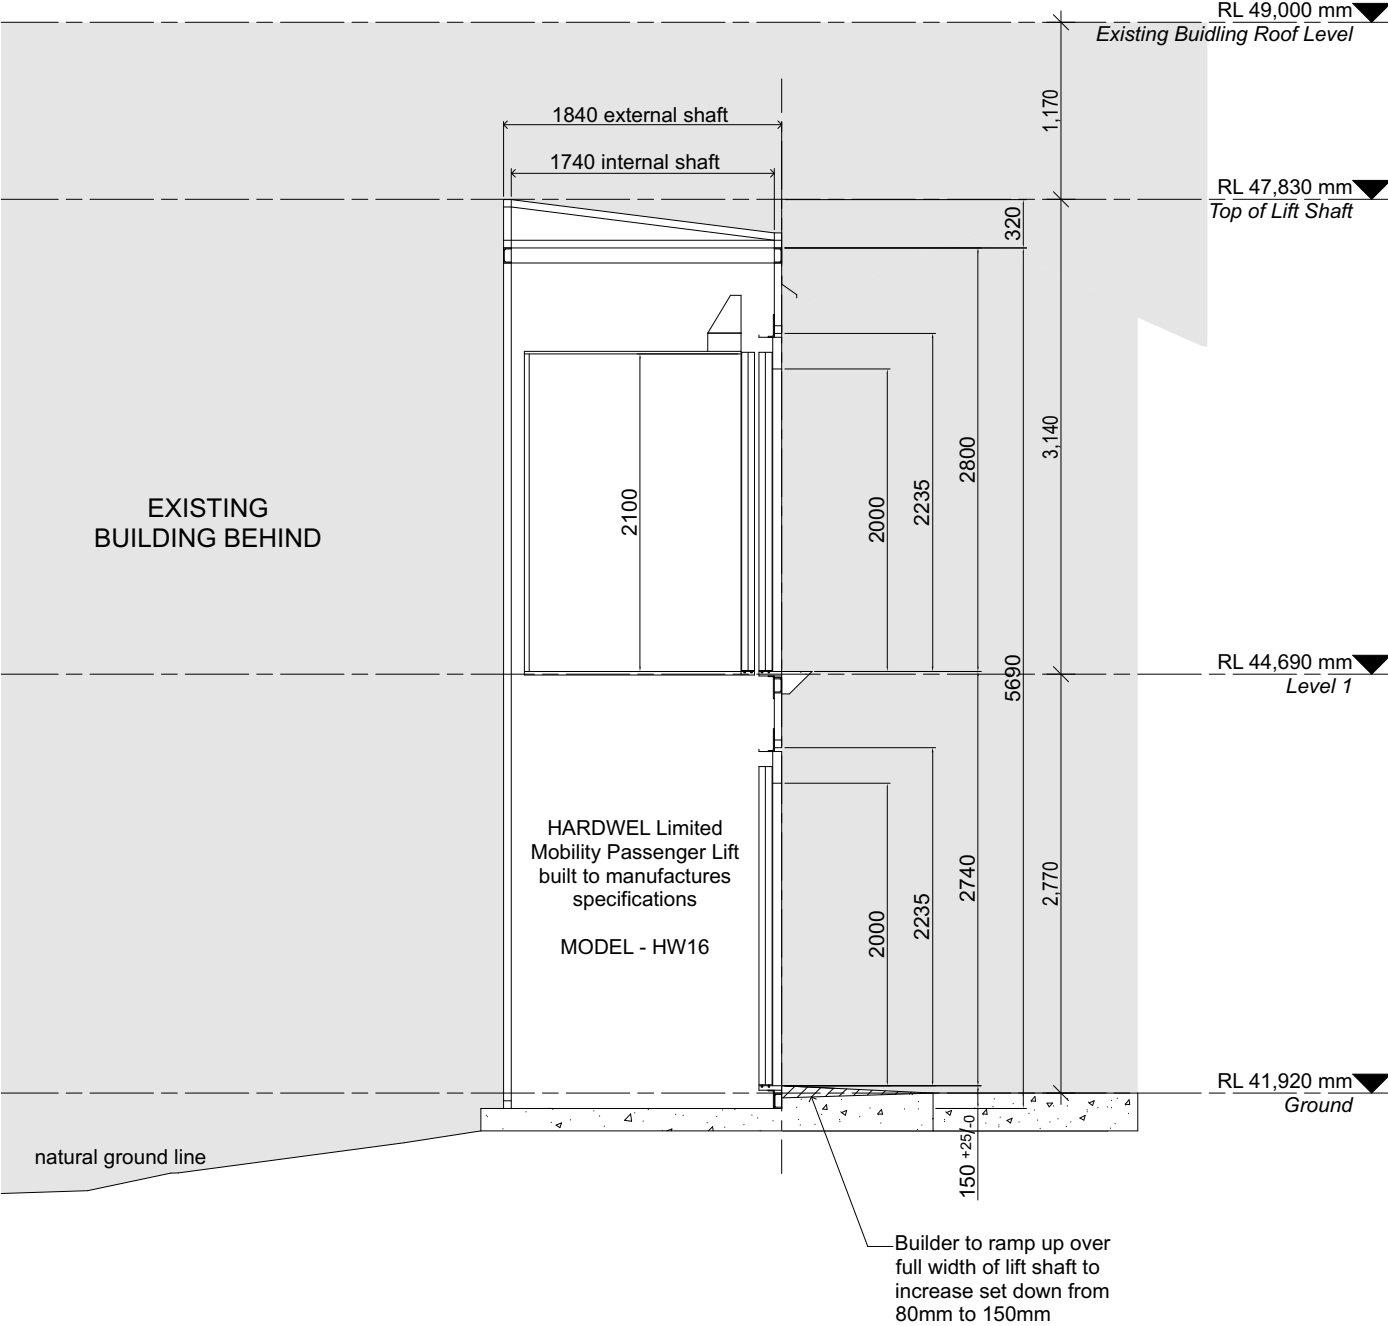 RL 49,000 mm
Existing Buidling Roof Level
1,170
1840 external shaft
1740 internal shaft
RL 47,830 mm
Top of Lift Shaft
320
EXISTING
BUILDING BEHIND
2100
2000
2235
2800
5690
3,140
RL 44,690 mm
Level 1
HARDWEL Limited
Mobility Passenger Lift
built to manufactures
specifications
MODEL - HW16
2000
2235
2740
2,770
RL 41,920 mm
Ground
150 +25/-0
natural ground line
Builder to ramp up over
full width of lift shaft to
increase set down from
80mm to 150mm